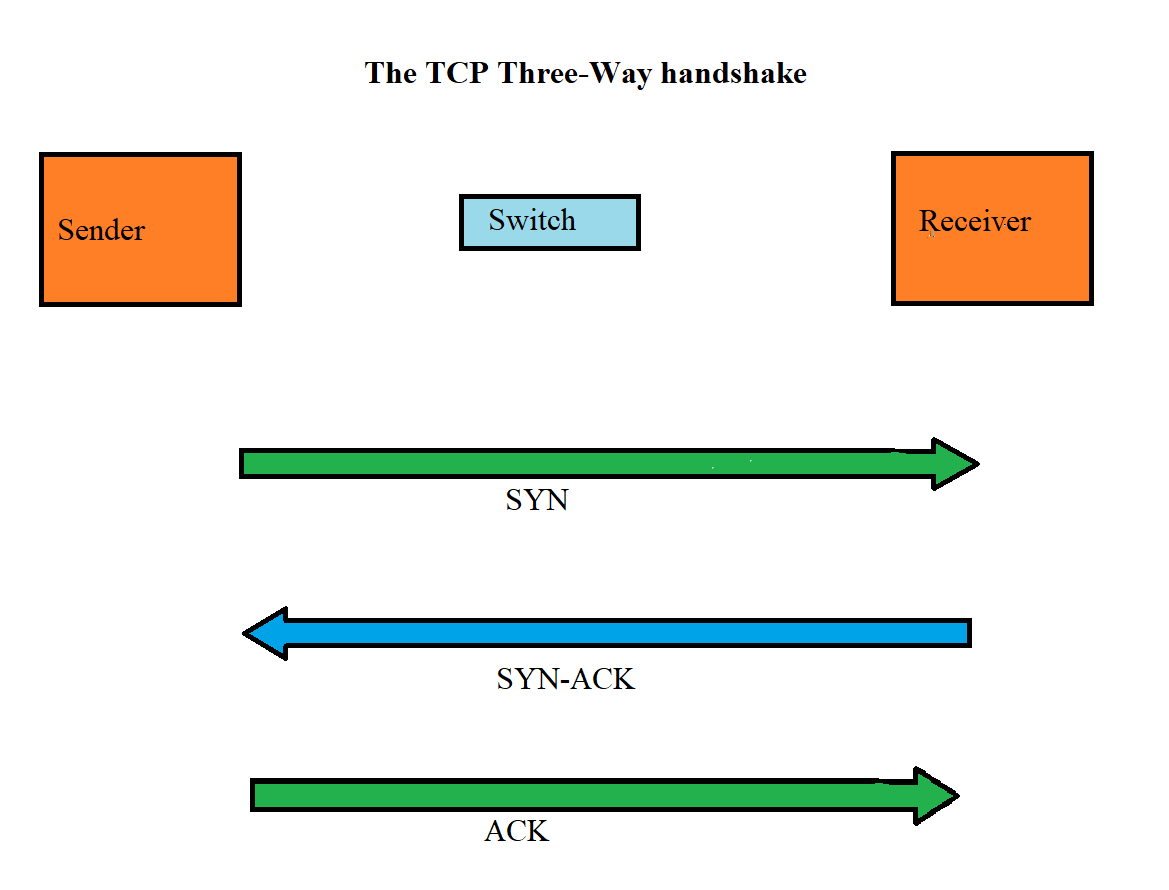 The TCP Three-Way handshake
Sender
Switch
Receiver
SYN
SYN-ACK
ACK